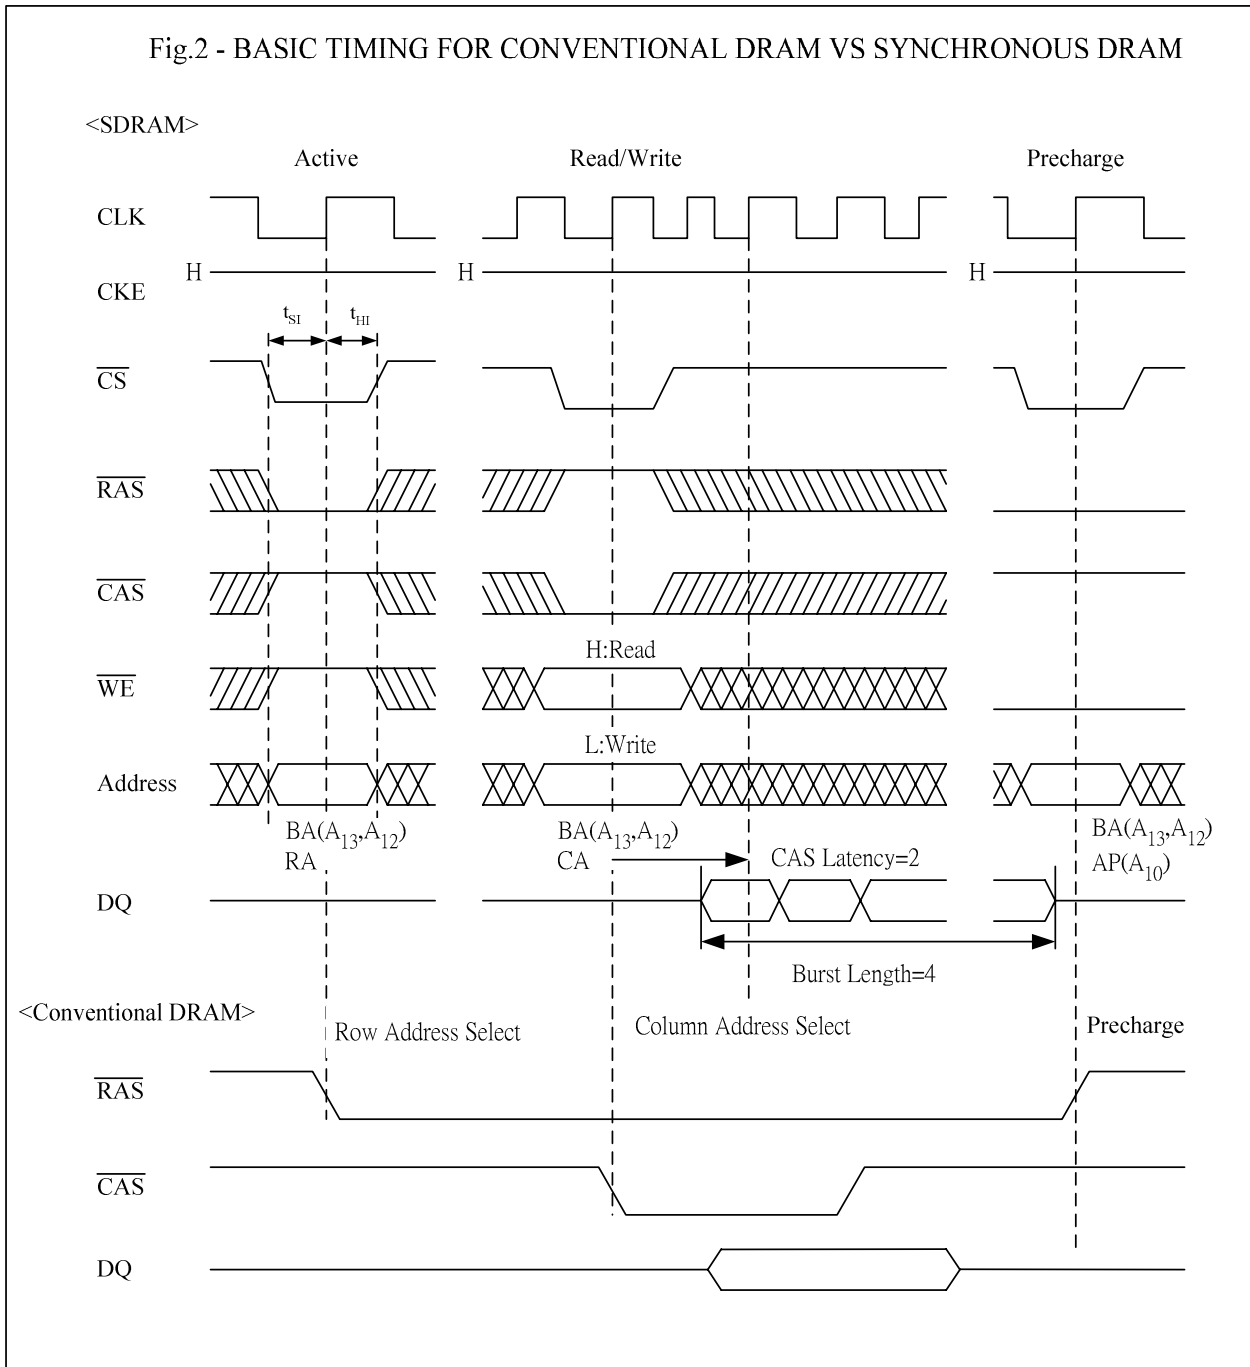 Fig.2 - BASIC TIMING FOR CONVENTIONAL DRAM VS SYNCHRONOUS DRAM
<SDRAM>
Active Read/Write Precharge
CLK
H H H
CKE
tSI tHI
CS
RAS
CAS
H:Read
WE
L:Write
Address
BA(A13,A12) BA(A13,A12) BA(A13,A12)
RA CA CAS Latency=2 AP(A10)
DQ
Burst Length=4
<Conventional DRAM>
Row Address Select Column Address Select Precharge
RAS
CAS
DQ